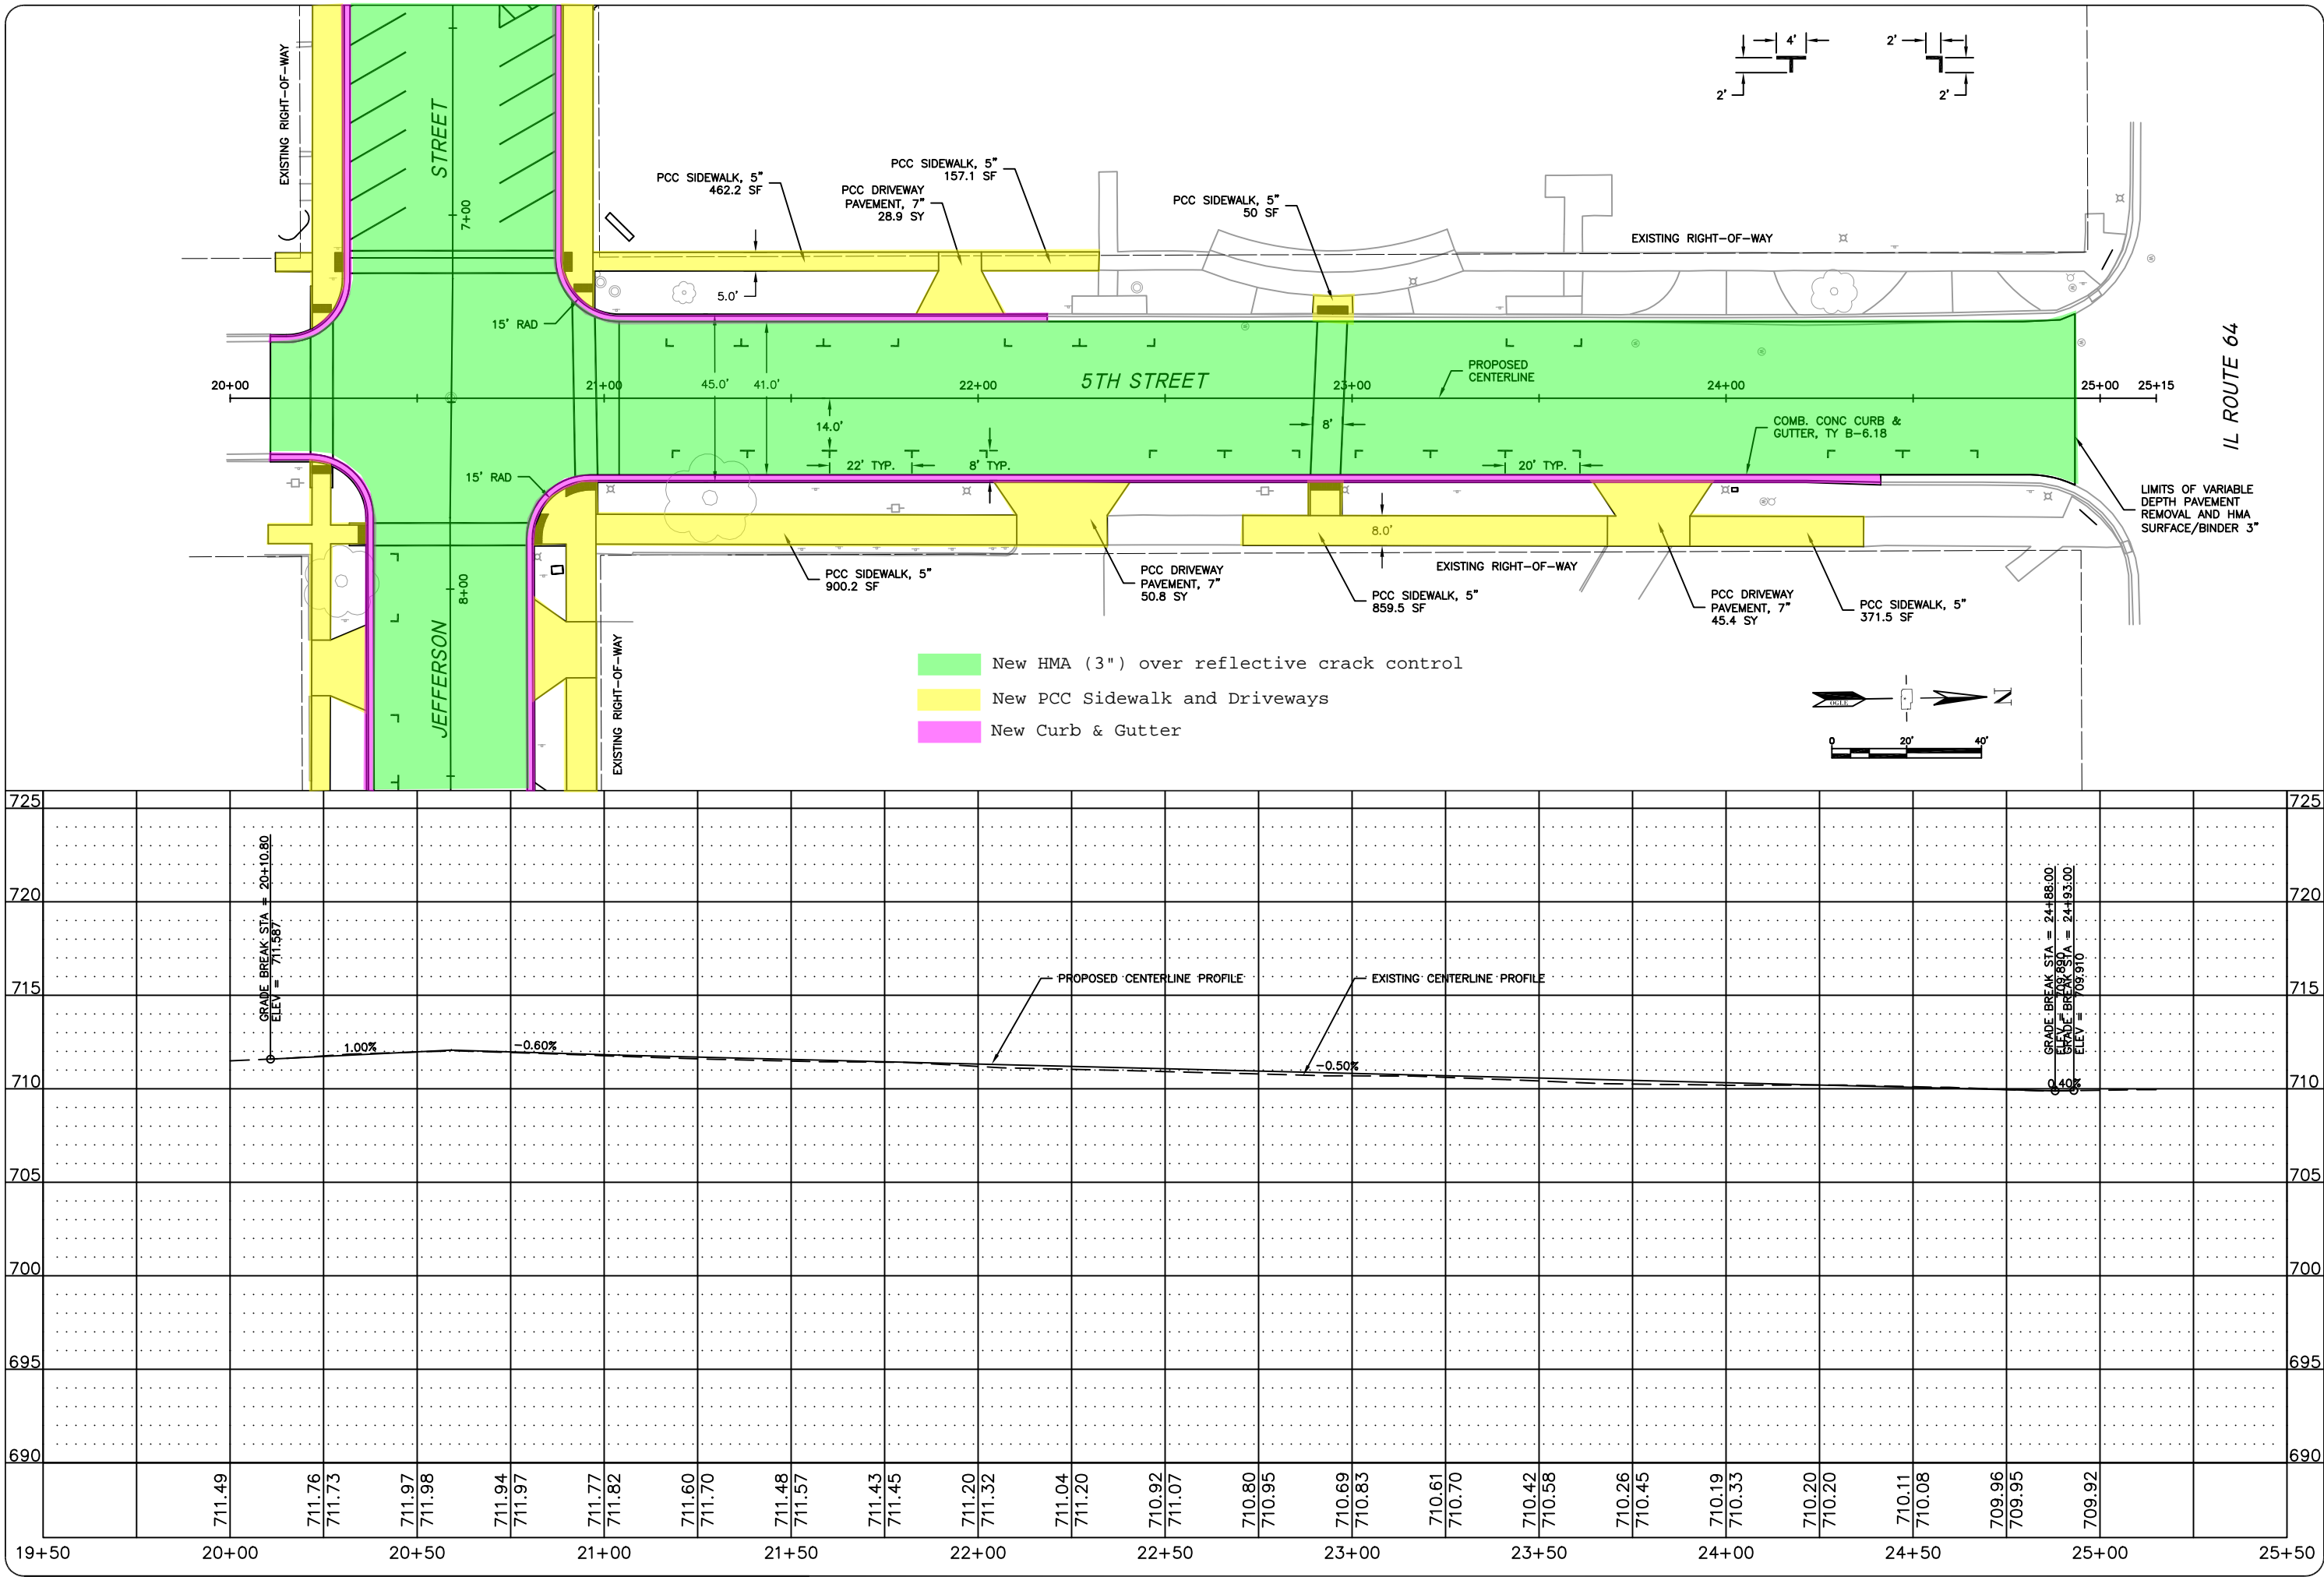 EXISTING RIGHT-OF-WAY
STREET
7+00
PCC SIDEWALK, 5"
462.2 SF
PCC DRIVEWAY
PAVEMENT, 7"
28.9 SY
PCC SIDEWALK, 5"
157.1 SF
PCC SIDEWALK, 5"
50 SF
4'
2'
2'
2'
EXISTING RIGHT-OF-WAY
5.0'
15' RAD
20+00
21+00
45.0'
41.0'
22+00
5TH STREET
23+00
PROPOSED
CENTERLINE
24+00
25+00
25+15
IL ROUTE 64
14.0'
8'
COMB. CONC CURB &
GUTTER, TY B-6.18
22' TYP.
8' TYP.
20' TYP.
15' RAD
LIMITS OF VARIABLE
DEPTH PAVEMENT
REMOVAL AND HMA
SURFACE/BINDER 3"
8.0'
8+00
JEFFERSON
EXISTING RIGHT-OF-WAY
PCC SIDEWALK, 5"
900.2 SF
PCC DRIVEWAY
PAVEMENT, 7"
50.8 SY
EXISTING RIGHT-OF-WAY
PCC SIDEWALK, 5"
859.5 SF
PCC DRIVEWAY
PAVEMENT, 7"
45.4 SY
PCC SIDEWALK, 5"
371.5 SF
New HMA (3") over reflective crack control
New PCC Sidewalk and Driveways
New Curb & Gutter
OGLE
N
0 20' 40'
725 725
720 720
715 715
710 710
705 705
700 700
695 695
690 690
GRADE BREAK STA = 20+10.80
ELEV = 711.587
1.00%
-0.60%
PROPOSED CENTERLINE PROFILE
EXISTING CENTERLINE PROFILE
-0.50%
GRADE BREAK STA = 24+88.00
ELEV = 709.890
GRADE BREAK STA = 24+93.00
ELEV = 709.910
0.40%
711.49
711.76
711.73
711.97
711.98
711.94
711.97
711.77
711.82
711.60
711.70
711.48
711.57
711.43
711.45
711.20
711.32
711.04
711.20
710.92
711.07
710.80
710.95
710.69
710.83
710.61
710.70
710.42
710.58
710.26
710.45
710.19
710.33
710.20
710.20
710.11
710.08
709.96
709.95
709.92
19+50 20+00 20+50 21+00 21+50 22+00 22+50 23+00 23+50 24+00 24+50 25+00 25+50